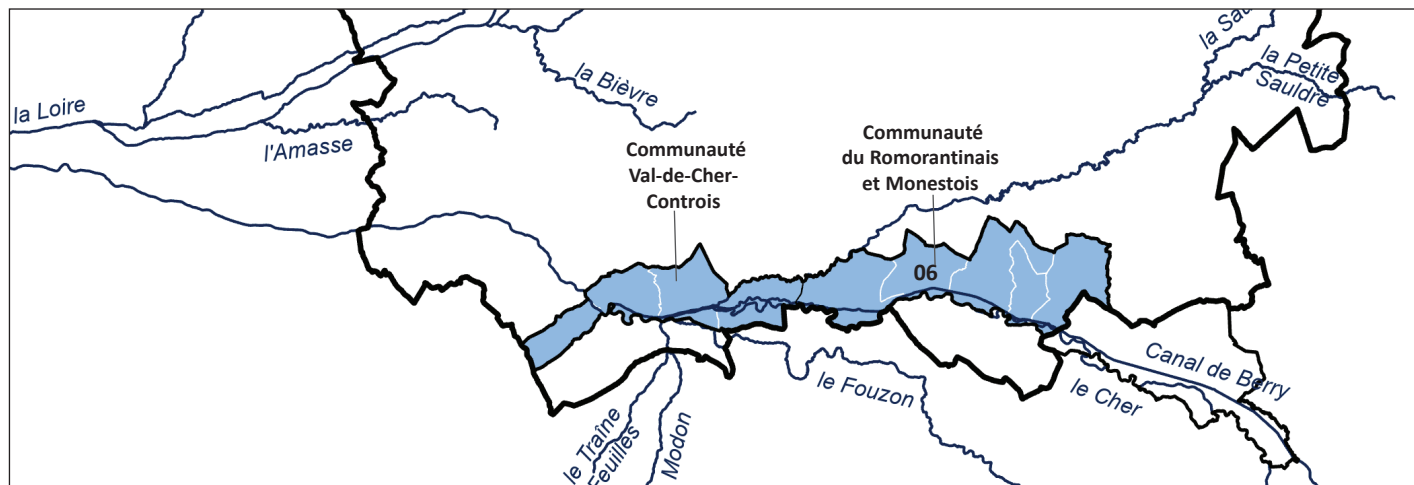 la Loire
l'Amasse
la Bièvre
Communauté
Val-de-Cher-
Controis
Communauté
du Romorantinais
et Monestois
06
la Petite
Sauldre
le Traîne
Feuilles
Modon
le Fouzon
le Cher
Canal de Berry